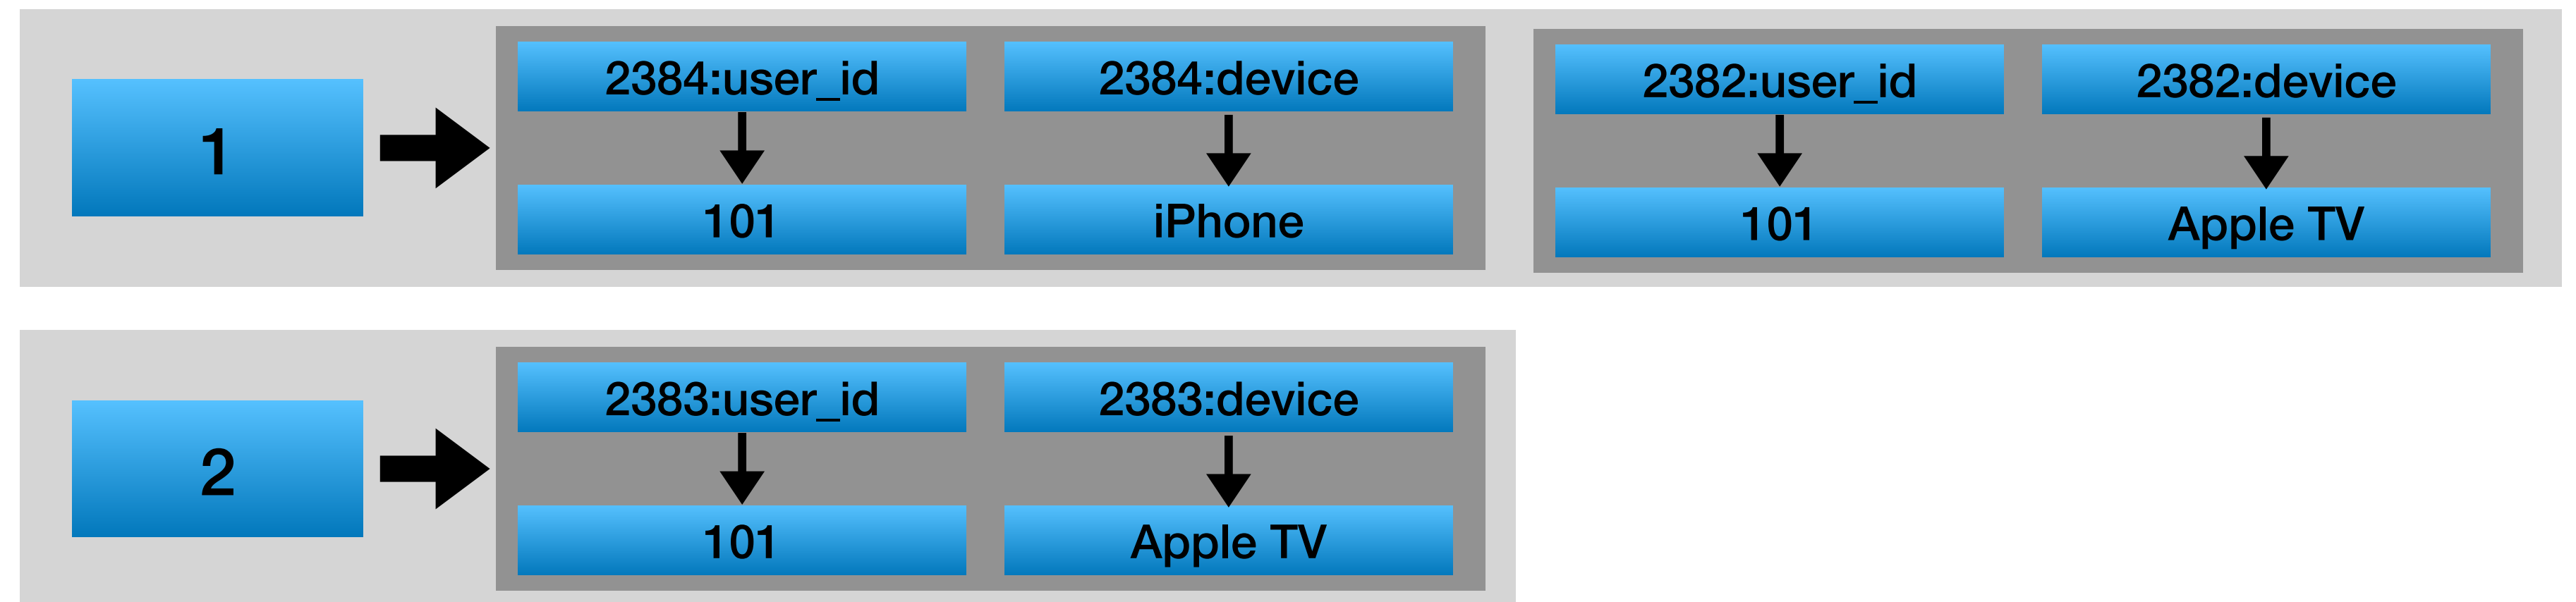 1
2384:user_id
2384:device
101
iPhone
2382:user_id
2382:device
101
Apple TV
2
2383:user_id
2383:device
101
Apple TV